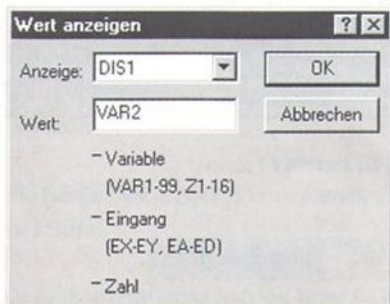 Wert anzeigen
Anzeige: DIS1 OK
Wert: VAR2 Abbrechen
– Variable
(VAR1-99, Z1-16)
– Eingang
(EX-EY, EA-ED)
– Zahl